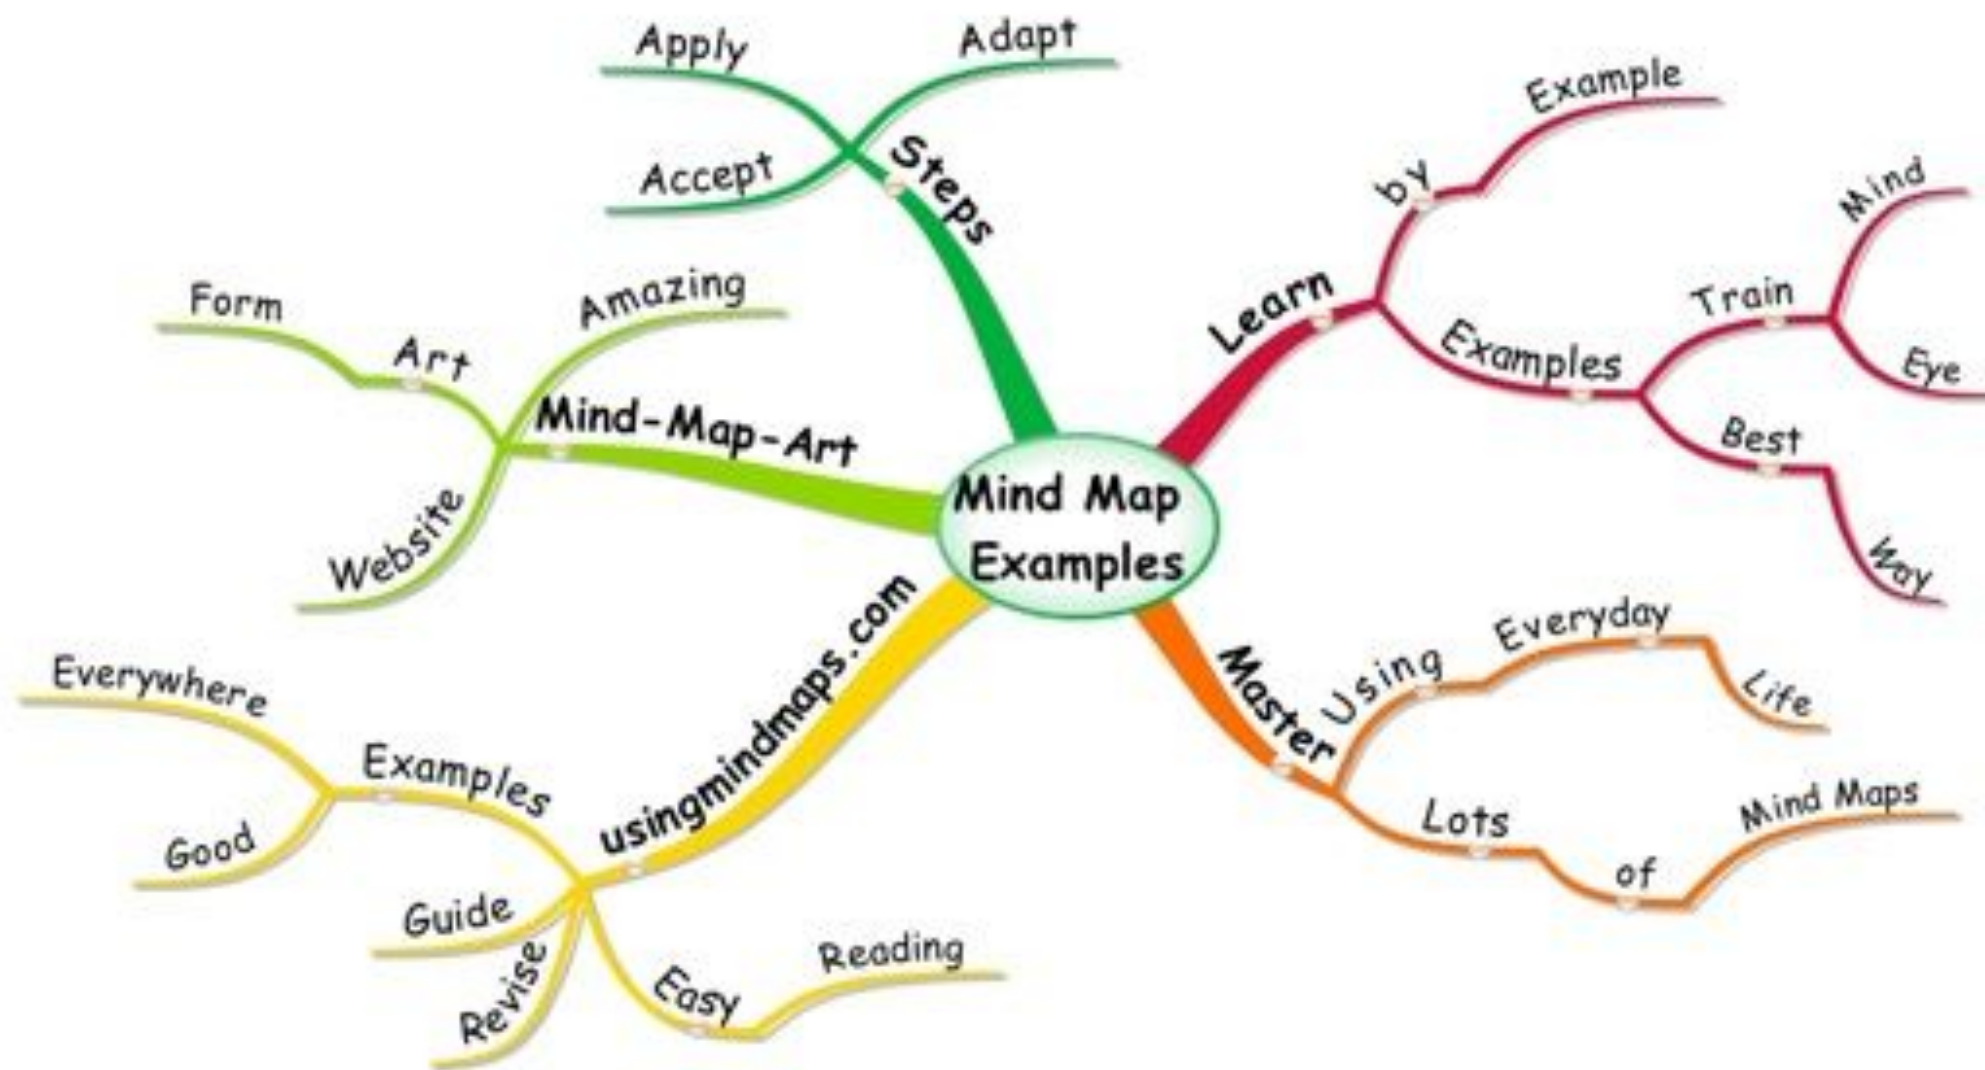 Mind Map
Examples
Steps
Apply
Adapt
Accept
Learn
by
Example
Examples
Train
Mind
Eye
Best
Way
Master
Using
Everyday
Life
Lots
of
Mind Maps
usingmindmaps.com
Examples
Everywhere
Good
Guide
Revise
Easy
Reading
Mind-Map-Art
Amazing
Art
Form
Website